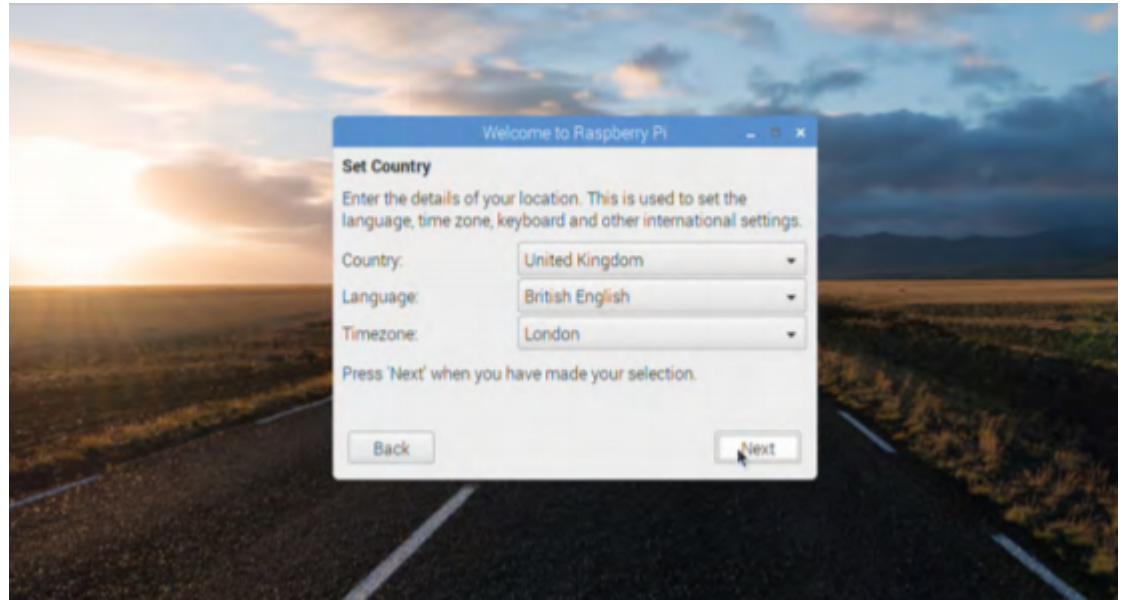 Welcome to Raspberry Pi
Set Country
Enter the details of your location. This is used to set the
language, time zone, keyboard and other international settings.
Country: United Kingdom
Language: British English
Timezone: London
Press 'Next' when you have made your selection.
Back Next